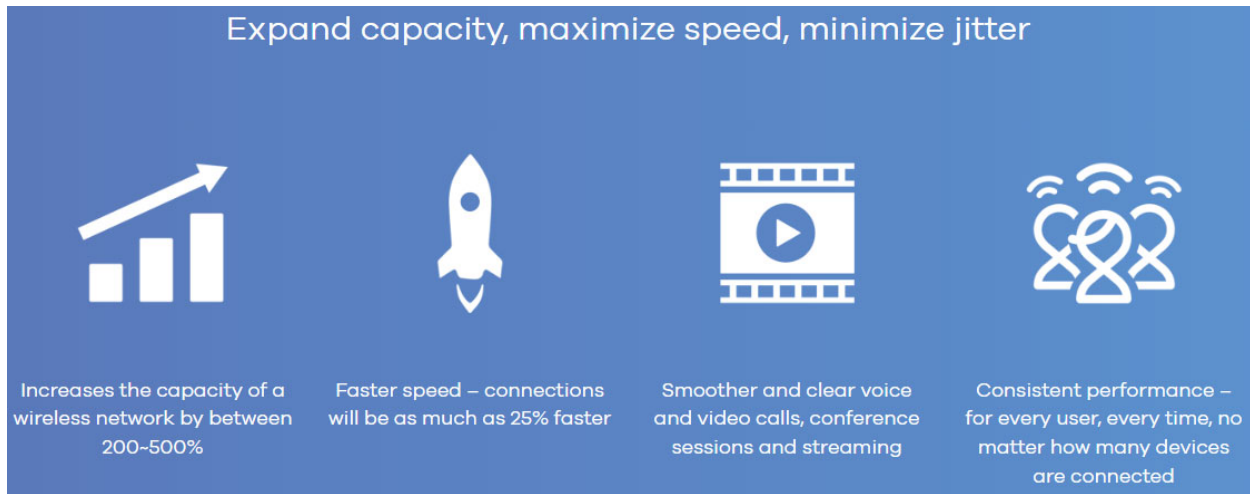 Expand capacity, maximize speed, minimize jitter
Increases the capacity of a
wireless network by between
200~500%
Faster speed – connections
will be as much as 25% faster
Smoother and clear voice
and video calls, conference
sessions and streaming
Consistent performance –
for every user, every time, no
matter how many devices
are connected